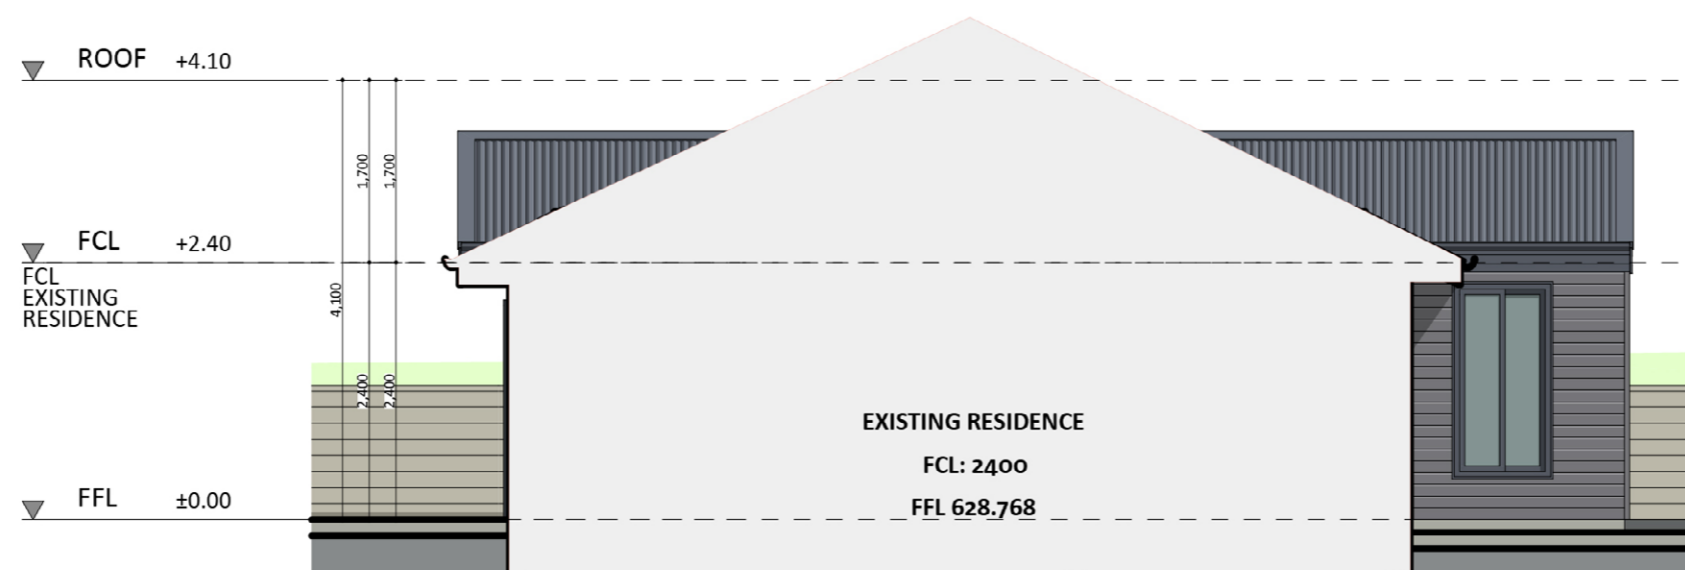 ROOF +4.10
1,700 1,700
FCL +2.40
FCL
EXISTING
RESIDENCE
4,100
2,400 2,400
EXISTING RESIDENCE
FCL: 2400
FFL ±0.00
FFL 628.768